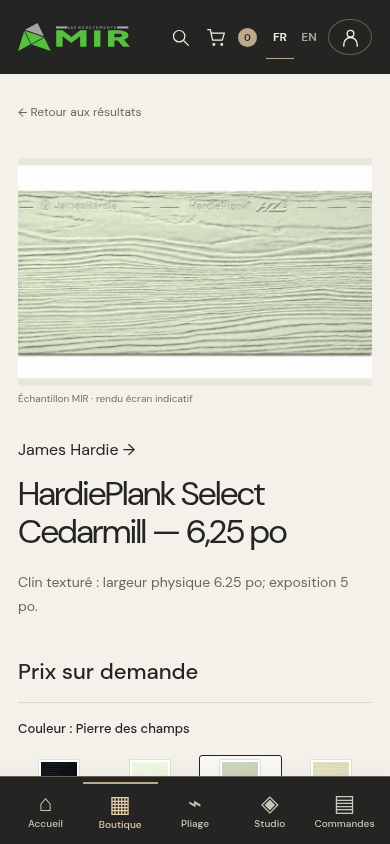 LES REVÊTEMENTS
MIR
0
FR
EN
← Retour aux résultats
JamesHardie
HardiePlank
HZ5
Échantillon MIR · rendu écran indicatif
James Hardie →
HardiePlank Select
Cedarmill — 6,25 po
Clin texturé : largeur physique 6.25 po; exposition 5
po.
Prix sur demande
Couleur : Pierre des champs
Accueil
Boutique
Pliage
Studio
Commandes